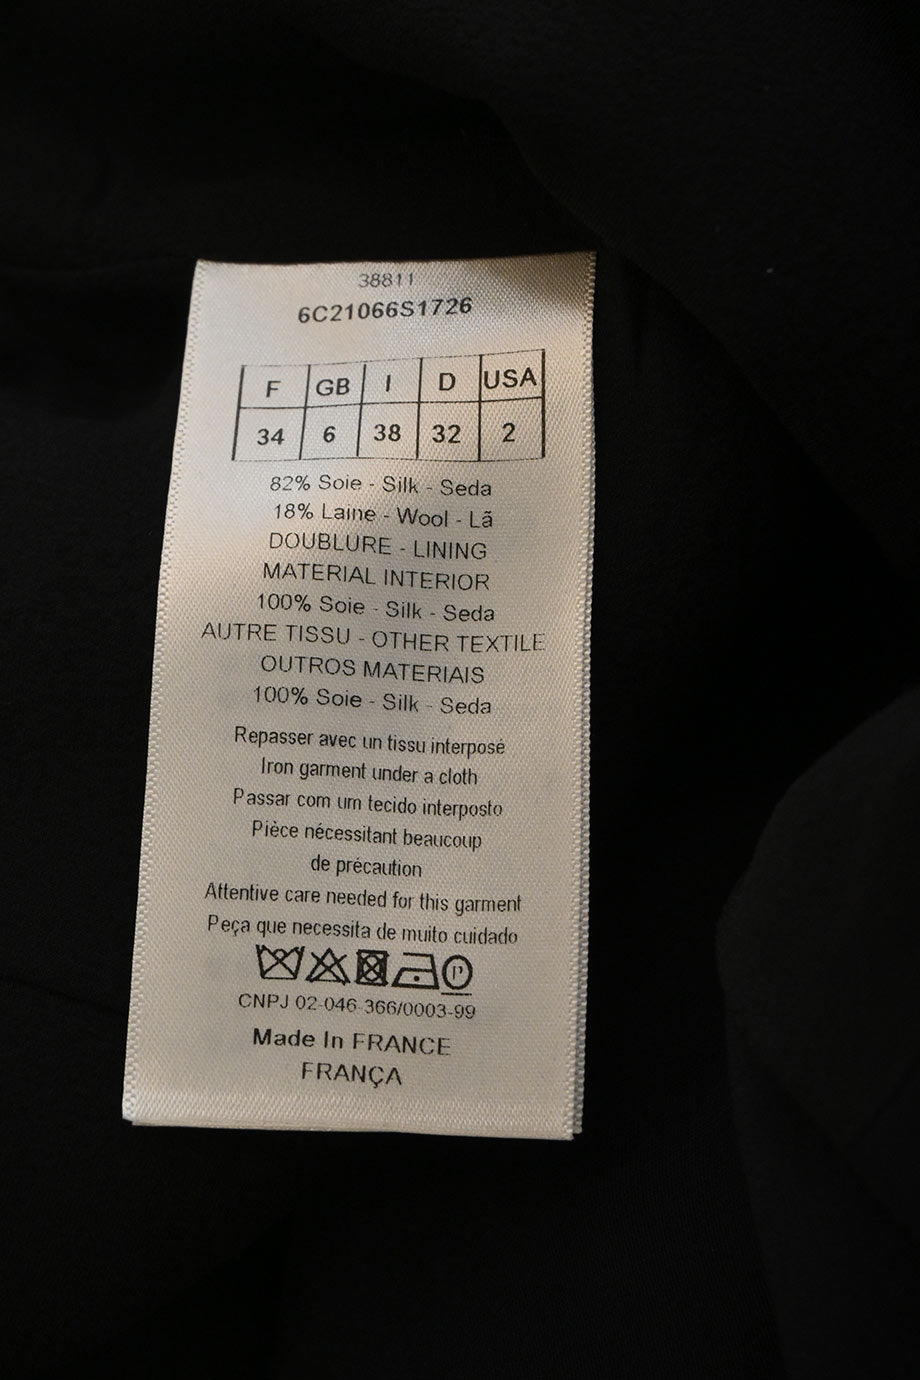 38811
6C21066S1726
F GB I D USA
34 6 38 32 2
82% Soie - Silk - Seda
18% Laine - Wool - Lã
DOUBLURE - LINING
MATERIAL INTERIOR
100% Soie - Silk - Seda
AUTRE TISSU - OTHER TEXTILE
OUTROS MATERIAIS
100% Soie - Silk - Seda
Repasser avec un tissu interposé
Iron garment under a cloth
Passar com um tecido interposto
Pièce nécessitant beaucoup
de précaution
Attentive care needed for this garment
Peça que necessita de muito cuidado
P
CNPJ 02-046-366/0003-99
Made In FRANCE
FRANÇA